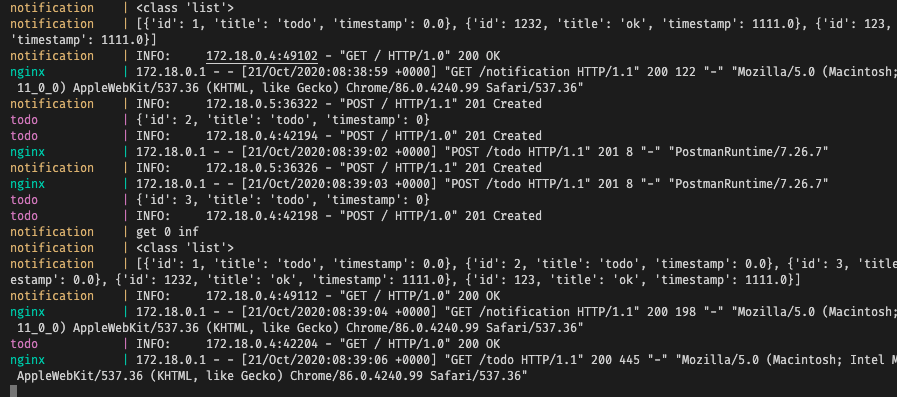 notification | <class 'list'>
notification | [{'id': 1, 'title': 'todo', 'timestamp': 0.0}, {'id': 1232, 'title': 'ok', 'timestamp': 1111.0}, {'id': 123,
'timestamp': 1111.0}]
notification | INFO: 172.18.0.4:49102 - "GET / HTTP/1.0" 200 OK
nginx | 172.18.0.1 - - [21/Oct/2020:08:38:59 +0000] "GET /notification HTTP/1.1" 200 122 "-" "Mozilla/5.0 (Macintosh;
11_0_0) AppleWebKit/537.36 (KHTML, like Gecko) Chrome/86.0.4240.99 Safari/537.36"
notification | INFO: 172.18.0.5:36322 - "POST / HTTP/1.1" 201 Created
todo | {'id': 2, 'title': 'todo', 'timestamp': 0}
todo | INFO: 172.18.0.4:42194 - "POST / HTTP/1.0" 201 Created
nginx | 172.18.0.1 - - [21/Oct/2020:08:39:02 +0000] "POST /todo HTTP/1.1" 201 8 "-" "PostmanRuntime/7.26.7"
notification | INFO: 172.18.0.5:36326 - "POST / HTTP/1.1" 201 Created
nginx | 172.18.0.1 - - [21/Oct/2020:08:39:03 +0000] "POST /todo HTTP/1.1" 201 8 "-" "PostmanRuntime/7.26.7"
todo | {'id': 3, 'title': 'todo', 'timestamp': 0}
todo | INFO: 172.18.0.4:42198 - "POST / HTTP/1.0" 201 Created
notification | get 0 inf
notification | <class 'list'>
notification | [{'id': 1, 'title': 'todo', 'timestamp': 0.0}, {'id': 2, 'title': 'todo', 'timestamp': 0.0}, {'id': 3, 'title
estamp': 0.0}, {'id': 1232, 'title': 'ok', 'timestamp': 1111.0}, {'id': 123, 'title': 'ok', 'timestamp': 1111.0}]
notification | INFO: 172.18.0.4:49112 - "GET / HTTP/1.0" 200 OK
nginx | 172.18.0.1 - - [21/Oct/2020:08:39:04 +0000] "GET /notification HTTP/1.1" 200 198 "-" "Mozilla/5.0 (Macintosh;
11_0_0) AppleWebKit/537.36 (KHTML, like Gecko) Chrome/86.0.4240.99 Safari/537.36"
todo | INFO: 172.18.0.4:42204 - "GET / HTTP/1.0" 200 OK
nginx | 172.18.0.1 - - [21/Oct/2020:08:39:06 +0000] "GET /todo HTTP/1.1" 200 445 "-" "Mozilla/5.0 (Macintosh; Intel M
AppleWebKit/537.36 (KHTML, like Gecko) Chrome/86.0.4240.99 Safari/537.36"